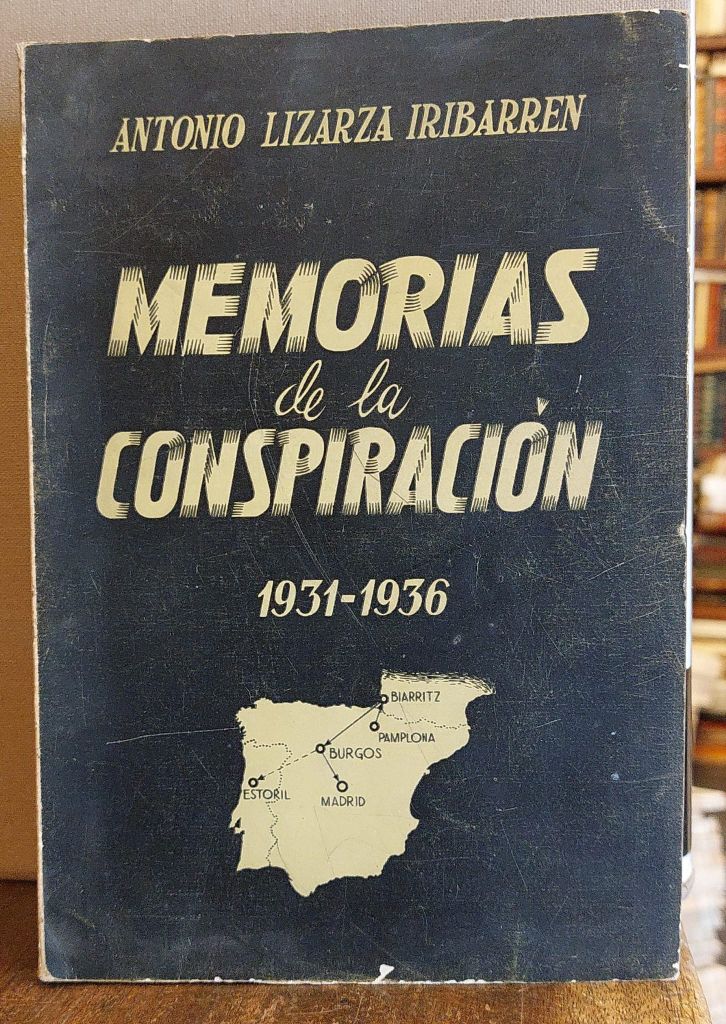 ANTONIO LIZARZA IRIBARREN
MEMORIAS
de la
CONSPIRACIÓN
1931-1936
BIARRITZ
PAMPLONA
BURGOS
ESTORIL
MADRID